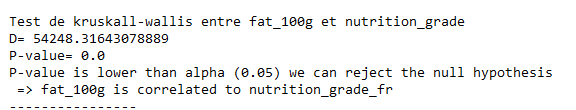 Test de kruskall-wallis entre fat_100g et nutrition_grade
D= 54248.31643078889
P-value= 0.0
P-value is lower than alpha (0.05) we can reject the null hypothesis
=> fat_100g is correlated to nutrition_grade_fr
----------------